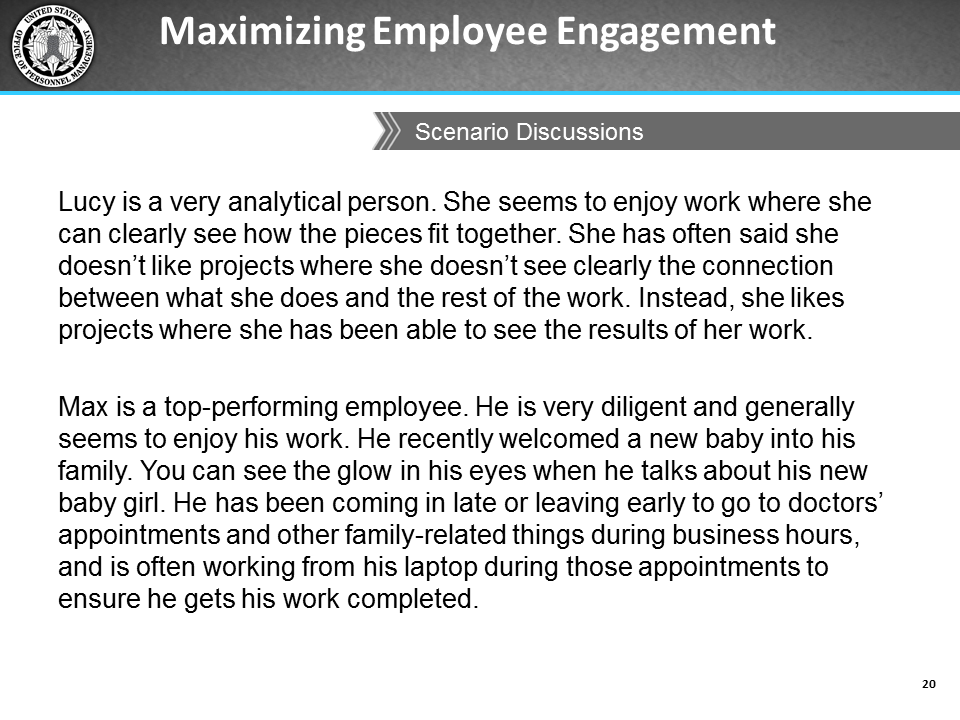 UNITED STATES
OFFICE OF PERSONNEL MANAGEMENT
Maximizing Employee Engagement
Scenario Discussions
Lucy is a very analytical person. She seems to enjoy work where she
can clearly see how the pieces fit together. She has often said she
doesn’t like projects where she doesn’t see clearly the connection
between what she does and the rest of the work. Instead, she likes
projects where she has been able to see the results of her work.
Max is a top-performing employee. He is very diligent and generally
seems to enjoy his work. He recently welcomed a new baby into his
family. You can see the glow in his eyes when he talks about his new
baby girl. He has been coming in late or leaving early to go to doctors’
appointments and other family-related things during business hours,
and is often working from his laptop during those appointments to
ensure he gets his work completed.
20